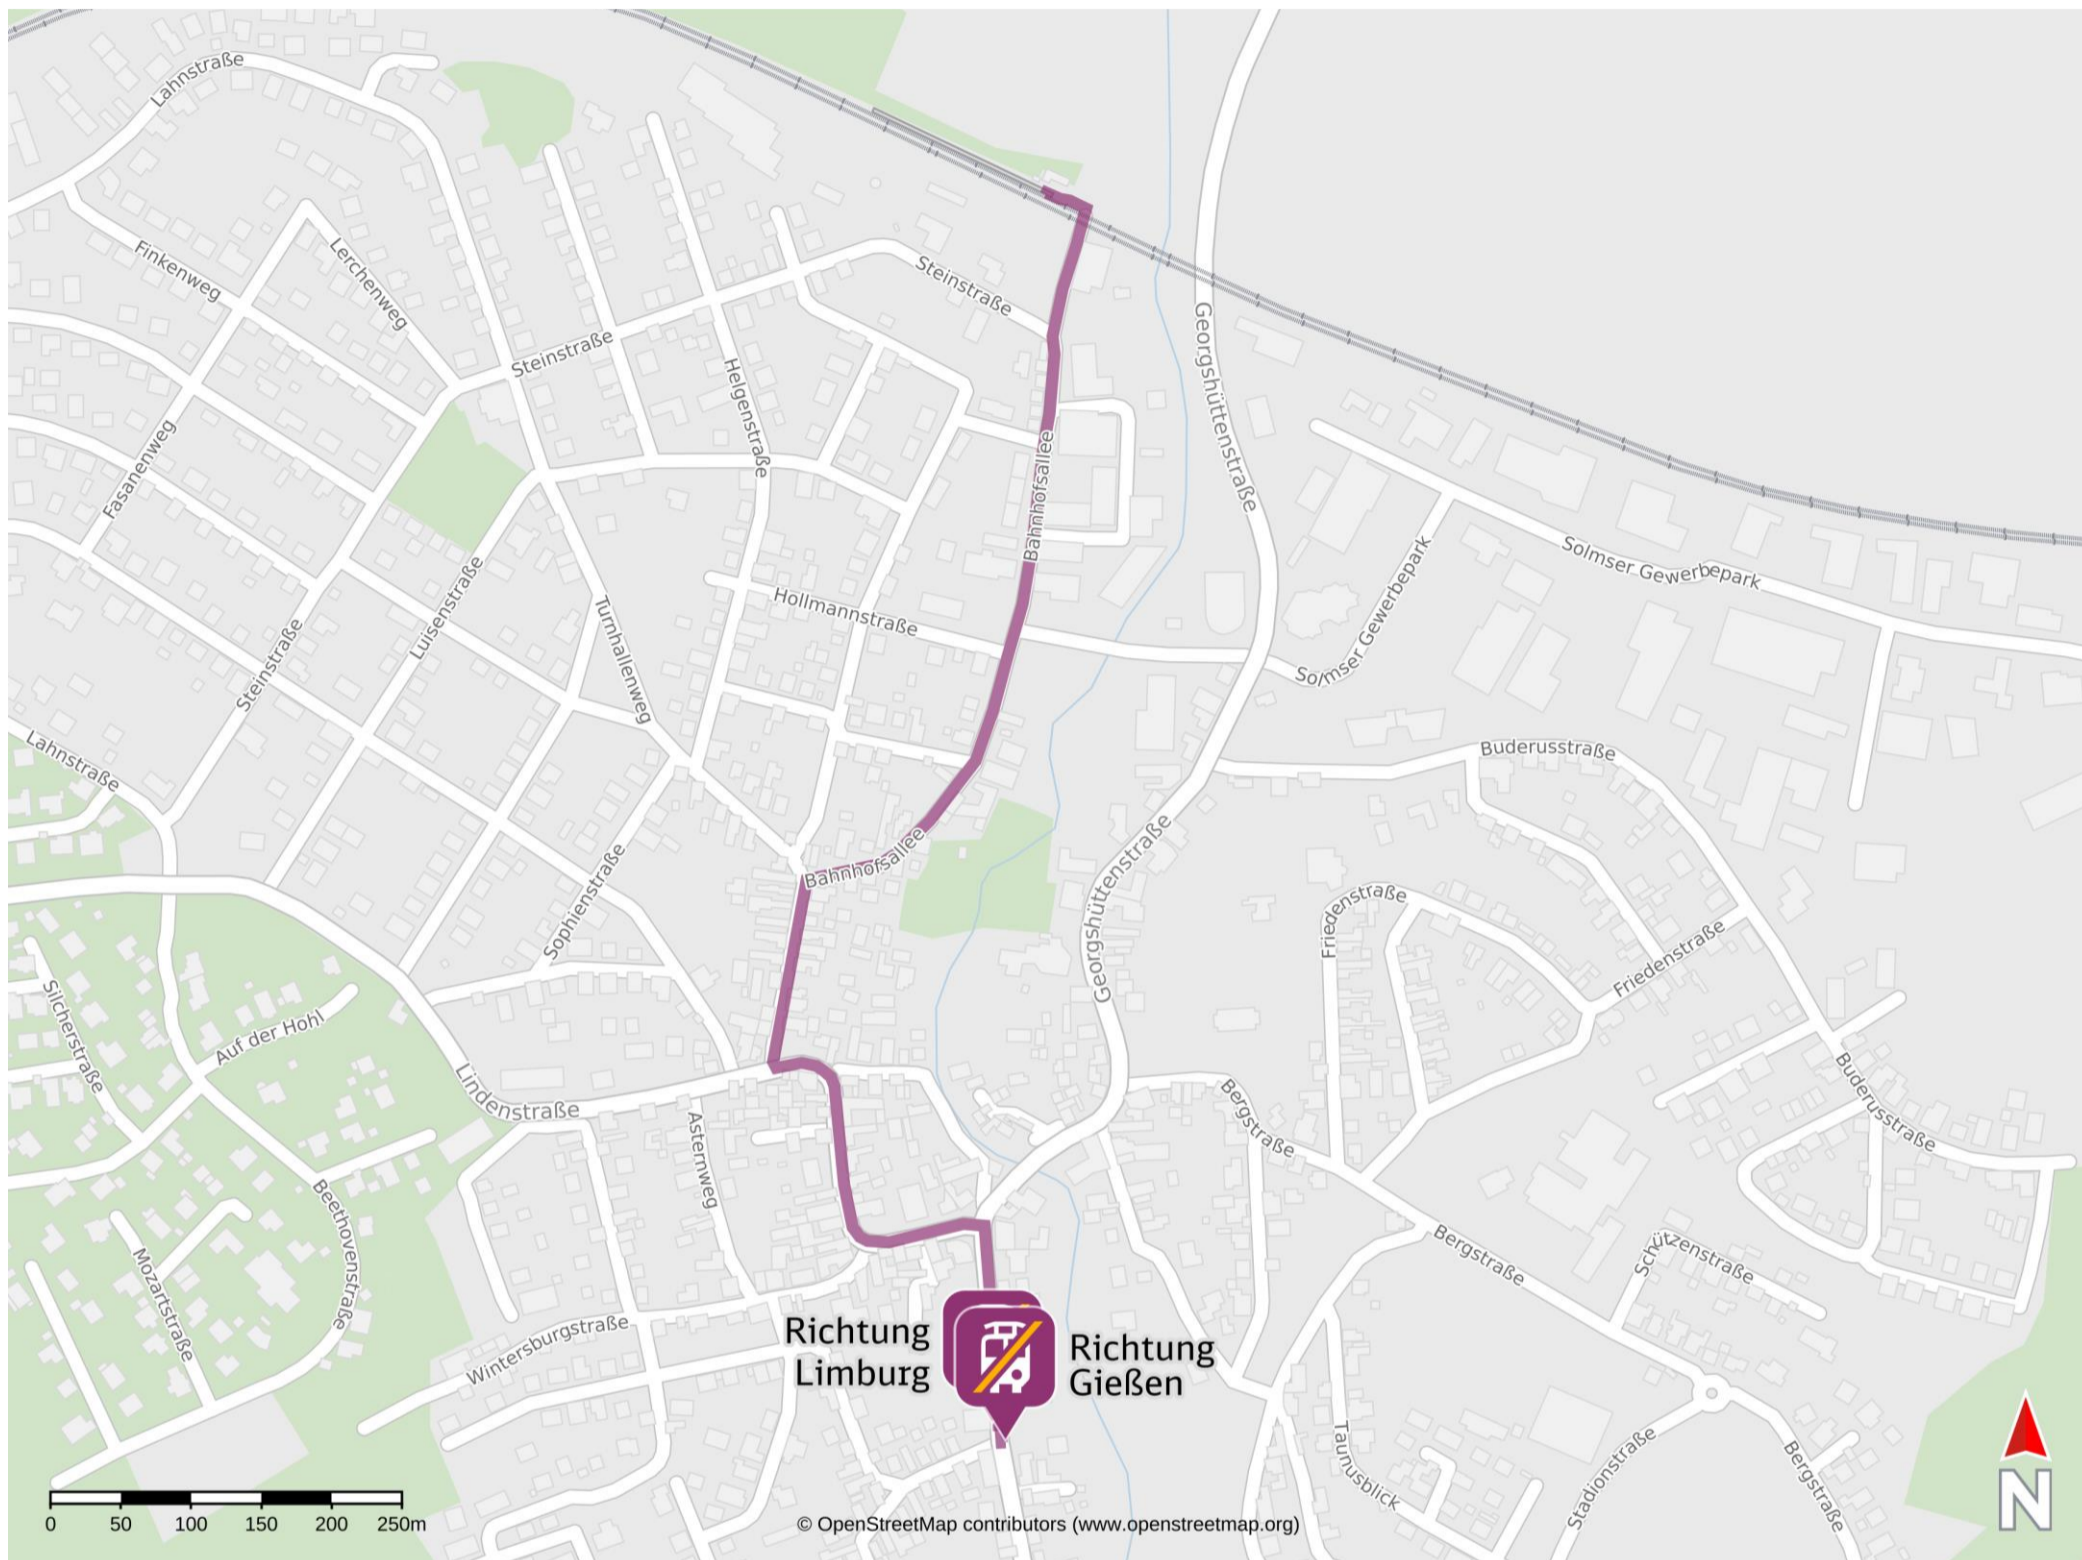 Lahnstraße
Finkenweg
Lerchenweg
Steinstraße
Steinstraße
Georgshüttenstraße
Helgenstraße
Fasanenweg
Bahnhofsallee
Solmser Gewerbepark
Solmser Gewerbepark
Luisenstraße
Hollmannstraße
Turnhallenweg
Steinstraße
Lahnstraße
Buderusstraße
Georgshüttenstraße
Bahnhofsallee
Sophienstraße
Friedenstraße
Friedenstraße
Friedenstraße
Silcherstraße
Auf der Hohl
Lindenstraße
Asternweg
Bergstraße
Buderusstraße
Beethovenstraße
Mozartstraße
Bergstraße
Schützenstraße
Wintersburgstraße
Richtung
Limburg
Richtung
Gießen
Taunusblick
Stadionstraße
Bergstraße
N
0 50 100 150 200 250m
© OpenStreetMap contributors (www.openstreetmap.org)